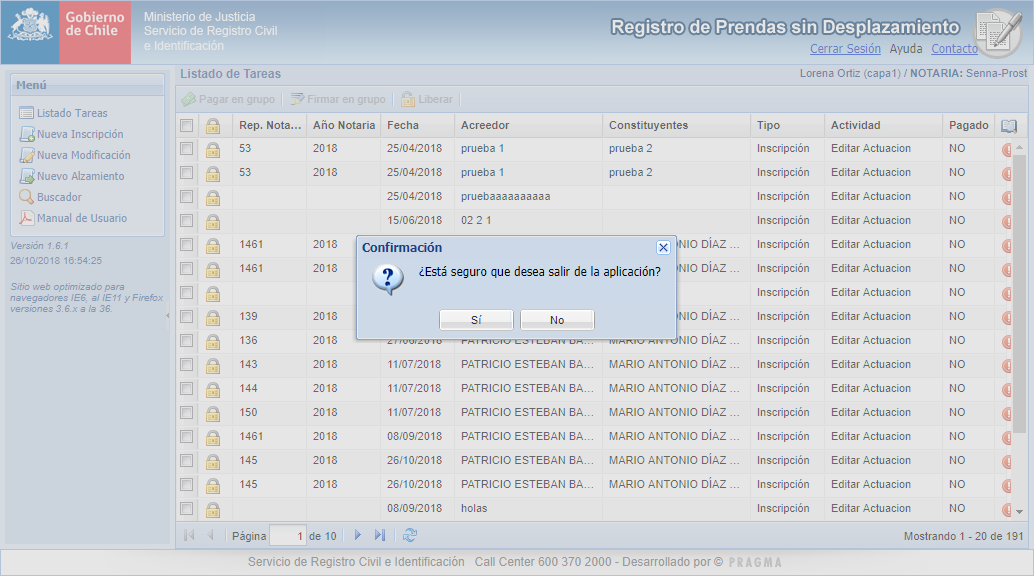 Gobierno
de Chile
Ministerio de Justicia
Servicio de Registro Civil
e Identificación
Registro de Prendas sin Desplazamiento
Cerrar Sesión Ayuda Contacto
Menú
Listado Tareas
Nueva Inscripción
Nueva Modificación
Nuevo Alzamiento
Buscador
Manual de Usuario
Versión 1.6.1
26/10/2018 16:54:25
Sitio web optimizado para
navegadores IE6, al IE11 y Firefox
versiones 3.6.x a la 36.
Listado de Tareas
Lorena Ortiz (capa1) / NOTARIA: Senna-Prost
Pagar en grupo Firmar en grupo Liberar
Rep. Nota... Año Notaria Fecha Acreedor Constituyentes Tipo Actividad Pagado
53 2018 25/04/2018 prueba 1 prueba 2 Inscripción Editar Actuacion NO
53 2018 25/04/2018 prueba 1 prueba 2 Inscripción Editar Actuacion NO
25/04/2018 pruebaaaaaaaaaa Inscripción Editar Actuacion NO
15/06/2018 02 2 1 Inscripción Editar Actuacion NO
1461 2018 NIO DÍAZ ... Inscripción Editar Actuacion NO
1461 2018 NIO DÍAZ ... Inscripción Editar Actuacion NO
Inscripción Editar Actuacion NO
139 2018 NIO DÍAZ ... Inscripción Editar Actuacion NO
136 2018 27/06/2018 PATRICIO ESTEBAN BA... MARIO ANTONIO DÍAZ ... Inscripción Editar Actuacion NO
143 2018 11/07/2018 PATRICIO ESTEBAN BA... MARIO ANTONIO DÍAZ ... Inscripción Editar Actuacion NO
144 2018 11/07/2018 PATRICIO ESTEBAN BA... MARIO ANTONIO DÍAZ ... Inscripción Editar Actuacion NO
150 2018 11/07/2018 PATRICIO ESTEBAN BA... MARIO ANTONIO DÍAZ ... Inscripción Editar Actuacion NO
1461 2018 08/09/2018 PATRICIO ESTEBAN BA... MARIO ANTONIO DÍAZ ... Inscripción Editar Actuacion NO
145 2018 26/10/2018 PATRICIO ESTEBAN BA... MARIO ANTONIO DÍAZ ... Inscripción Editar Actuacion NO
145 2018 26/10/2018 PATRICIO ESTEBAN BA... MARIO ANTONIO DÍAZ ... Inscripción Editar Actuacion NO
08/09/2018 holas Inscripción Editar Actuacion NO
Confirmación
¿Está seguro que desea salir de la aplicación?
Sí No
Página 1 de 10 Mostrando 1 - 20 de 191
Servicio de Registro Civil e Identificación Call Center 600 370 2000 - Desarrollado por © PRAGMA